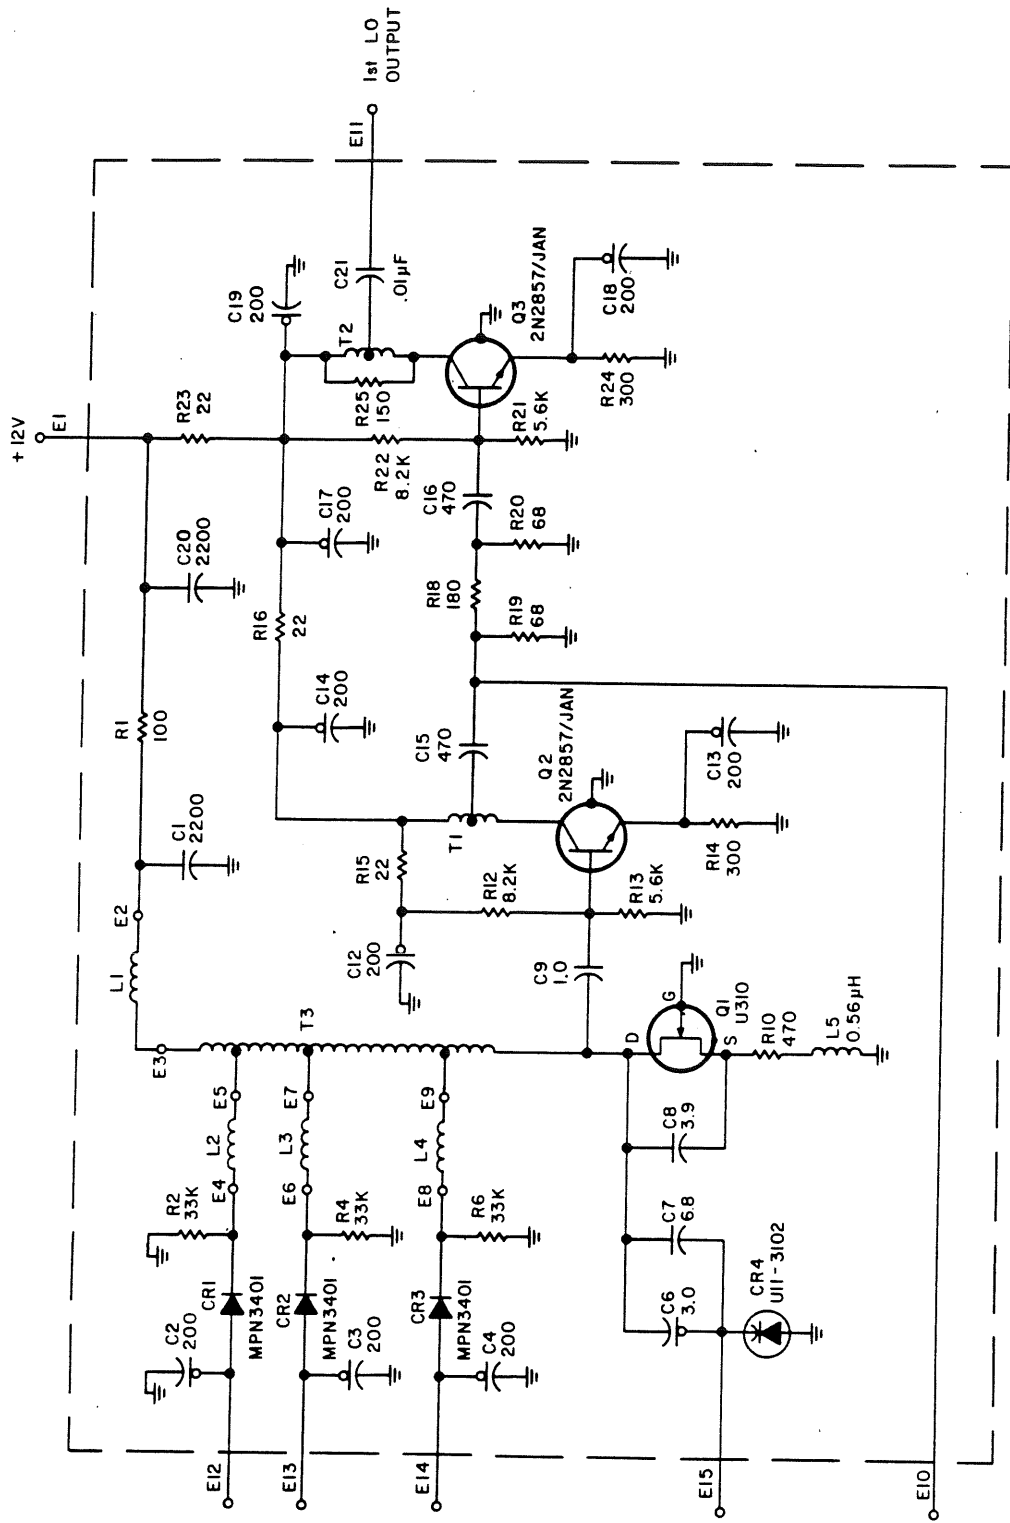 +12V
E1
1st LO
OUTPUT
E11
R23
22
C19
200
C21
.01µF
T2
R25
150
Q3
2N2857/JAN
C18
200
R24
300
R22
8.2K
R21
5.6K
C16
470
R20
68
R18
180
R19
68
C17
200
R16
22
C14
200
C20
2200
R1
100
C1
2200
C15
470
Q2
2N2857/JAN
C13
200
R14
300
T1
R15
22
R12
8.2K
R13
5.6K
C12
200
C9
1.0
E2
L1
E3
T3
D
G
S
Q1
U310
R10
470
L5
0.56µH
E5
L2
E4
R2
33K
CR1
MPN3401
C2
200
E12
E7
L3
E6
R4
33K
CR2
MPN3401
C3
200
E13
E9
L4
E8
R6
33K
CR3
MPN3401
C4
200
E14
C8
3.9
C7
6.8
C6
3.0
CR4
U11-3102
E15
E10